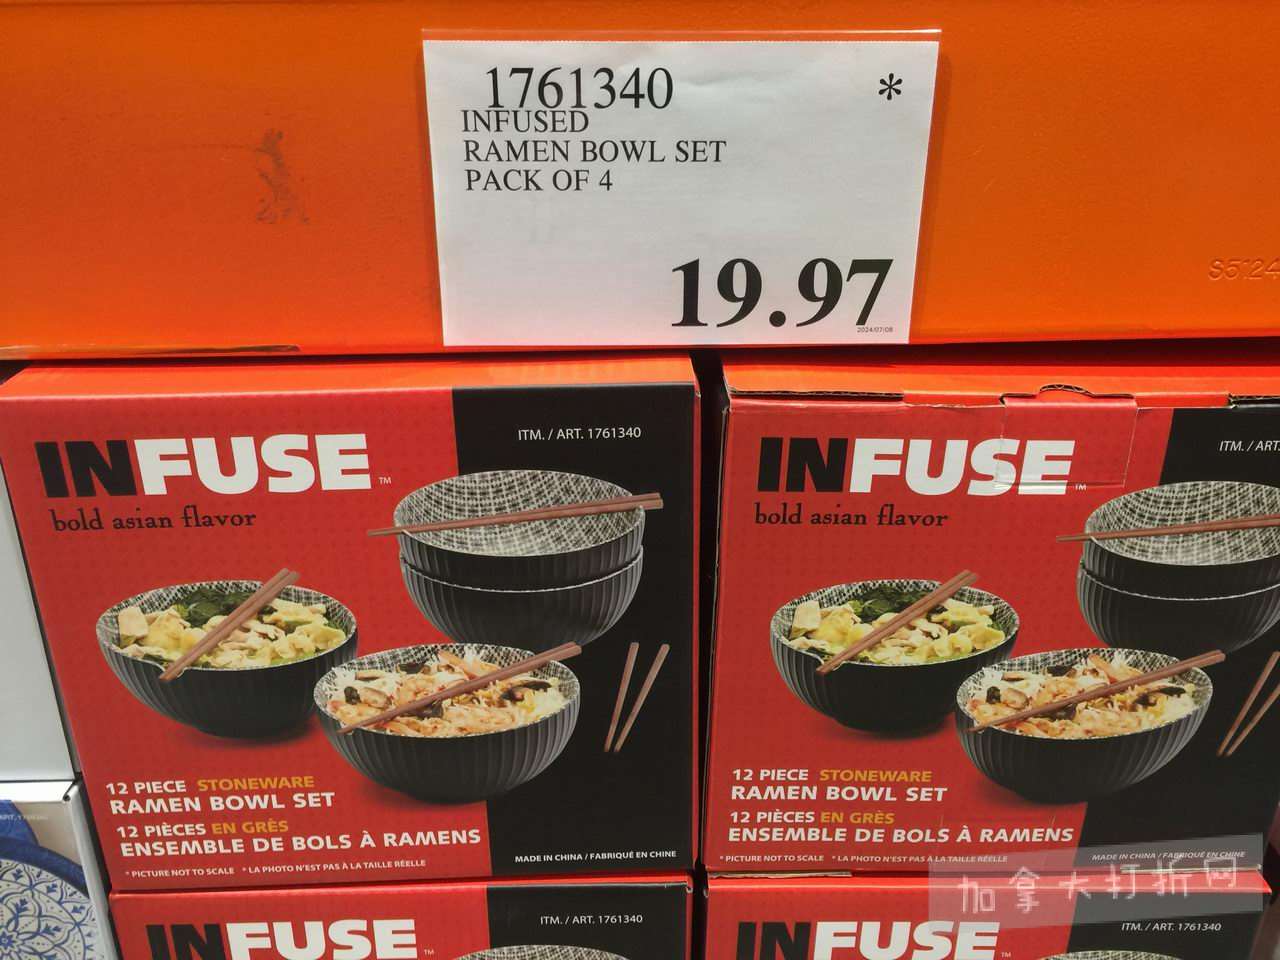 1761340
*
INFUSED
RAMEN BOWL SET
PACK OF 4
19.97
2024/07/08
S5124
INFUSE™
bold asian flavor
ITM. / ART. 1761340
12 PIECE STONEWARE
RAMEN BOWL SET
12 PIÈCES EN GRÈS
ENSEMBLE DE BOLS À RAMENS
* PICTURE NOT TO SCALE * LA PHOTO N'EST PAS À LA TAILLE RÉELLE
MADE IN CHINA / FABRIQUÉ EN CHINE
INFUSE™
bold asian flavor
ITM. / ART.
12 PIECE STONEWARE
RAMEN BOWL SET
12 PIÈCES EN GRÈS
ENSEMBLE DE BOLS À RAMENS
* PICTURE NOT TO SCALE * LA PHOTO N'EST PAS À LA TAILLE RÉELLE
MADE IN CHINA / FABRIQUÉ EN CHINE
加拿大打折网
INFUSE™
ITM. / ART. 1761340
INFUSE™
ITM. / ART. 1761340